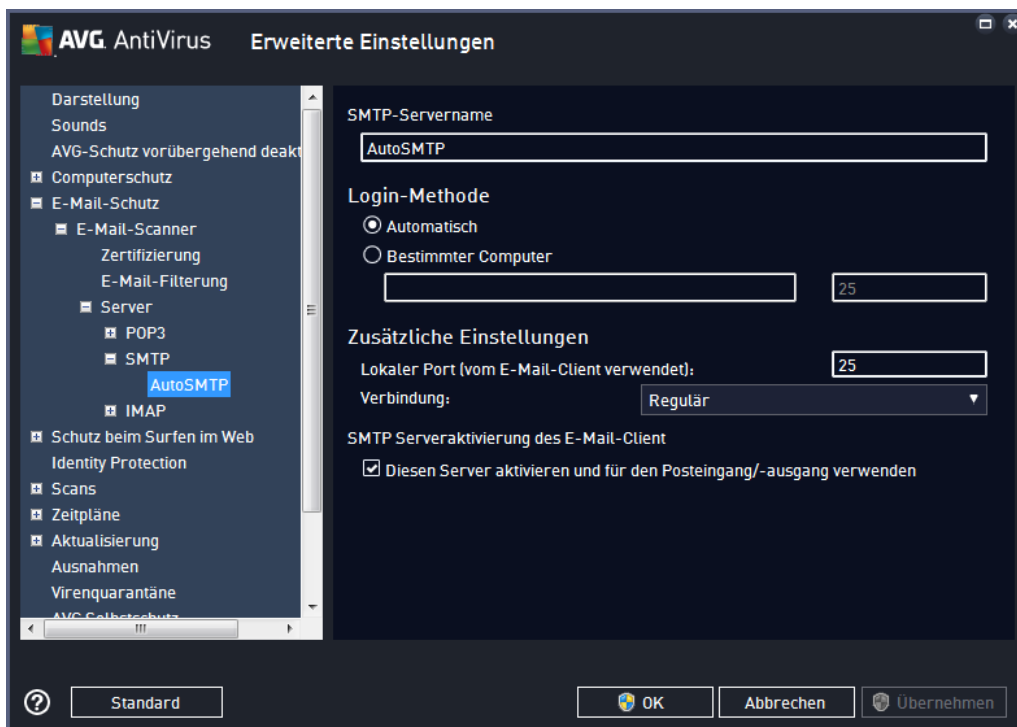 AVG. AntiVirus Erweiterte Einstellungen
Darstellung
Sounds
AVG-Schutz vorübergehend deakt
Computerschutz
E-Mail-Schutz
E-Mail-Scanner
Zertifizierung
E-Mail-Filterung
Server
POP3
SMTP
AutoSMTP
IMAP
Schutz beim Surfen im Web
Identity Protection
Scans
Zeitpläne
Aktualisierung
Ausnahmen
Virenquarantäne
AVG Selbstschutz
SMTP-Servername
AutoSMTP
Login-Methode
Automatisch
Bestimmter Computer
25
Zusätzliche Einstellungen
Lokaler Port (vom E-Mail-Client verwendet): 25
Verbindung: Regulär
SMTP Serveraktivierung des E-Mail-Client
Diesen Server aktivieren und für den Posteingang/-ausgang verwenden
Standard OK Abbrechen Übernehmen